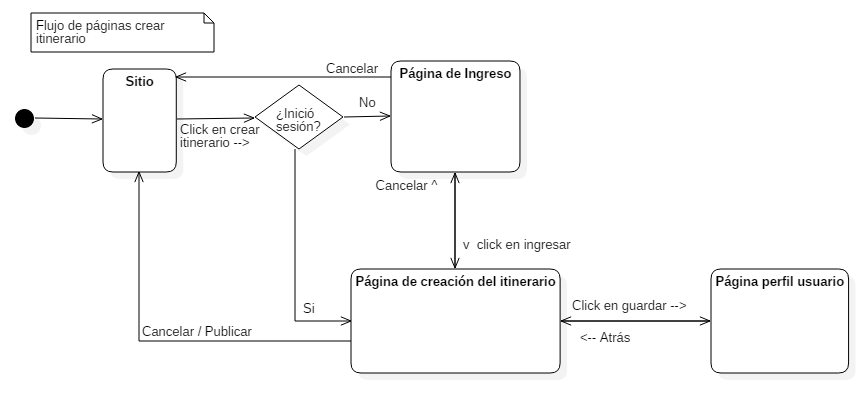 Flujo de páginas crear
itinerario
Sitio
Cancelar
Página de Ingreso
¿Inició
sesión?
No
Click en crear
itinerario -->
Cancelar ^
v  click en ingresar
Página de creación del itinerario
Página perfil usuario
Si
Click en guardar -->
Cancelar / Publicar
<-- Atrás